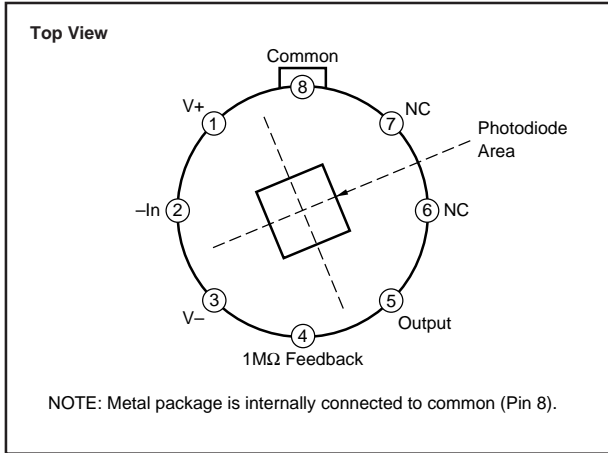 Top View
Common
8
V+
1
7
NC
Photodiode
Area
–In
2
6
NC
3
V–
5
Output
4
1MΩ Feedback
NOTE: Metal package is internally connected to common (Pin 8).